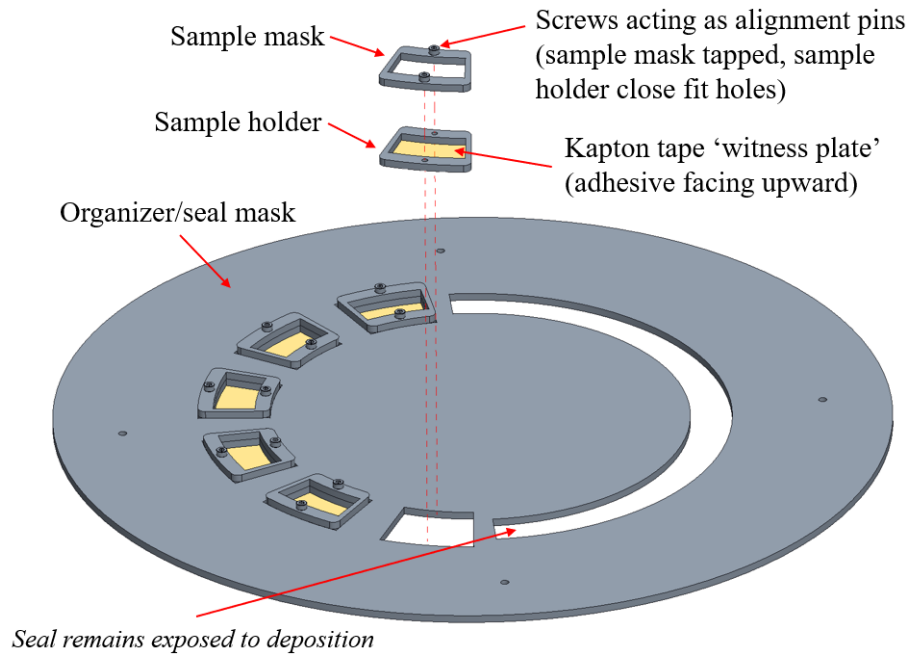 Sample mask
Screws acting as alignment pins
(sample mask tapped, sample
holder close fit holes)
Sample holder
Kapton tape ‘witness plate’
(adhesive facing upward)
Organizer/seal mask
Seal remains exposed to deposition